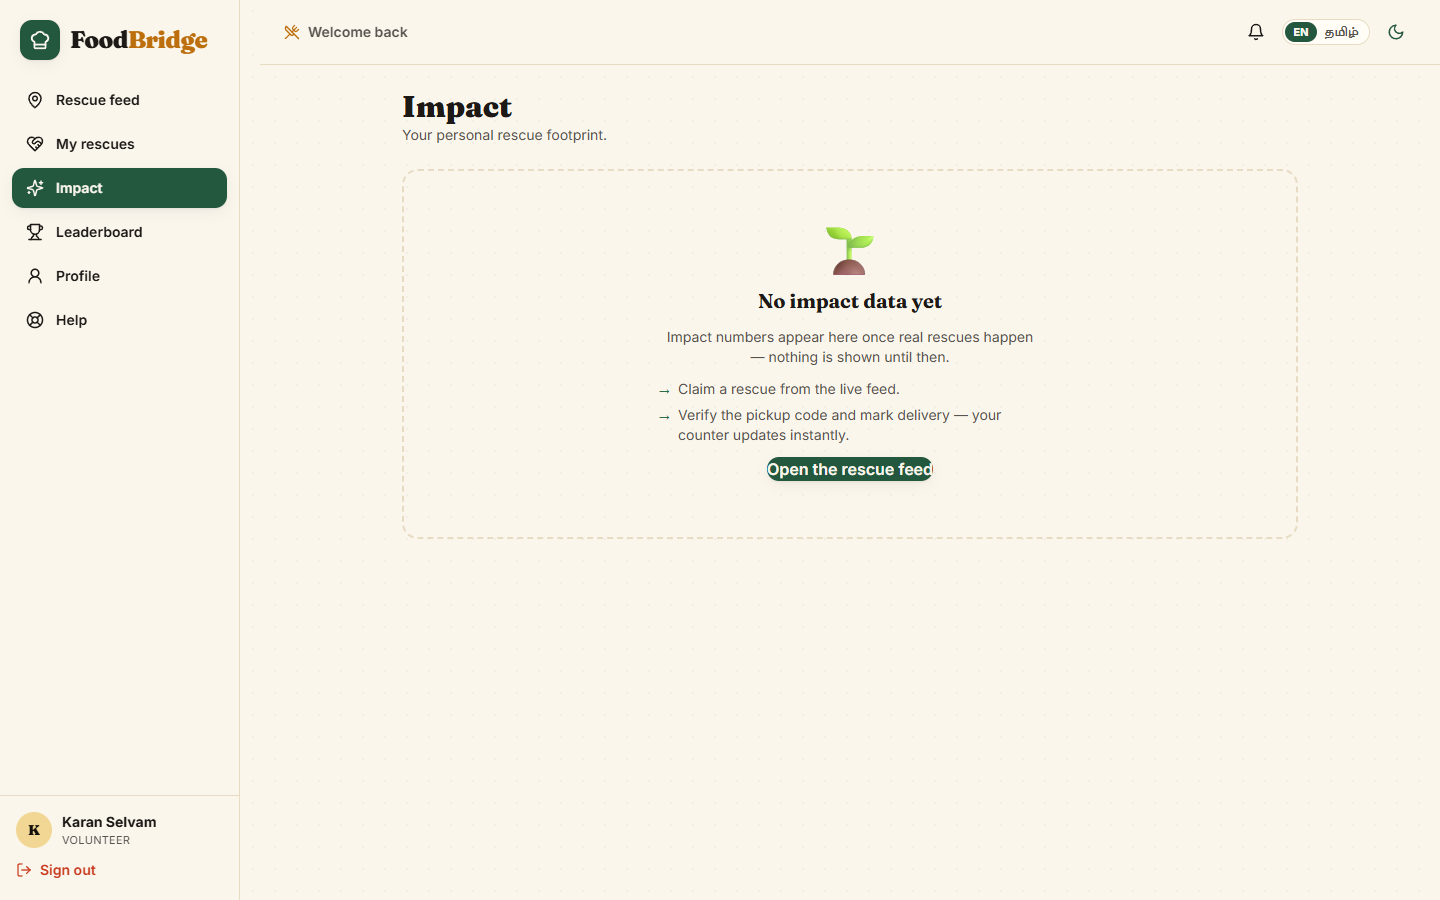 FoodBridge
Rescue feed
My rescues
Impact
Leaderboard
Profile
Help
K
Karan Selvam
VOLUNTEER
Sign out
Welcome back
EN
தமிழ்
Impact
Your personal rescue footprint.
No impact data yet
Impact numbers appear here once real rescues happen
— nothing is shown until then.
→ Claim a rescue from the live feed.
→ Verify the pickup code and mark delivery — your
counter updates instantly.
Open the rescue feed